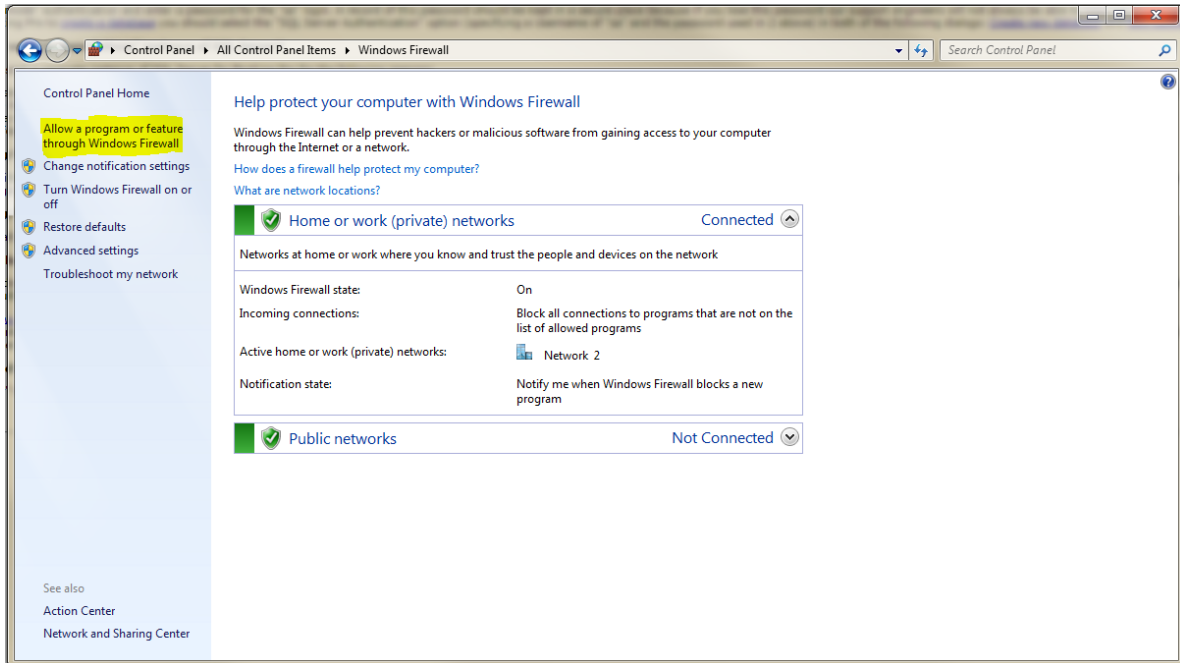 Control Panel All Control Panel Items Windows Firewall
Search Control Panel
Control Panel Home
Allow a program or feature
through Windows Firewall
Change notification settings
Turn Windows Firewall on or
off
Restore defaults
Advanced settings
Troubleshoot my network
See also
Action Center
Network and Sharing Center
Help protect your computer with Windows Firewall
Windows Firewall can help prevent hackers or malicious software from gaining access to your computer
through the Internet or a network.
How does a firewall help protect my computer?
What are network locations?
Home or work (private) networks Connected
Networks at home or work where you know and trust the people and devices on the network
Windows Firewall state: On
Incoming connections: Block all connections to programs that are not on the
list of allowed programs
Active home or work (private) networks: Network 2
Notification state: Notify me when Windows Firewall blocks a new
program
Public networks Not Connected